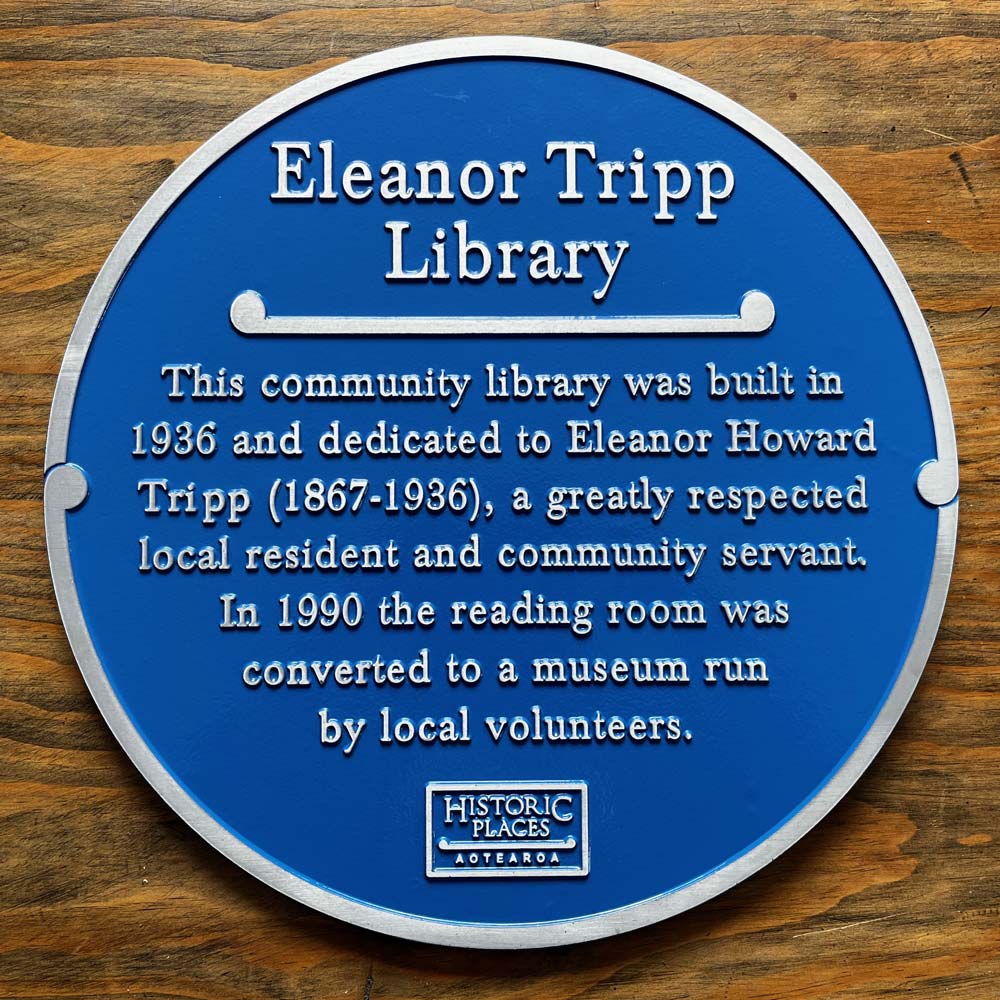 Eleanor Tripp
Library
This community library was built in
1936 and dedicated to Eleanor Howard
Tripp (1867-1936), a greatly respected
local resident and community servant.
In 1990 the reading room was
converted to a museum run
by local volunteers.
HISTORIC
PLACES
AOTEAROA